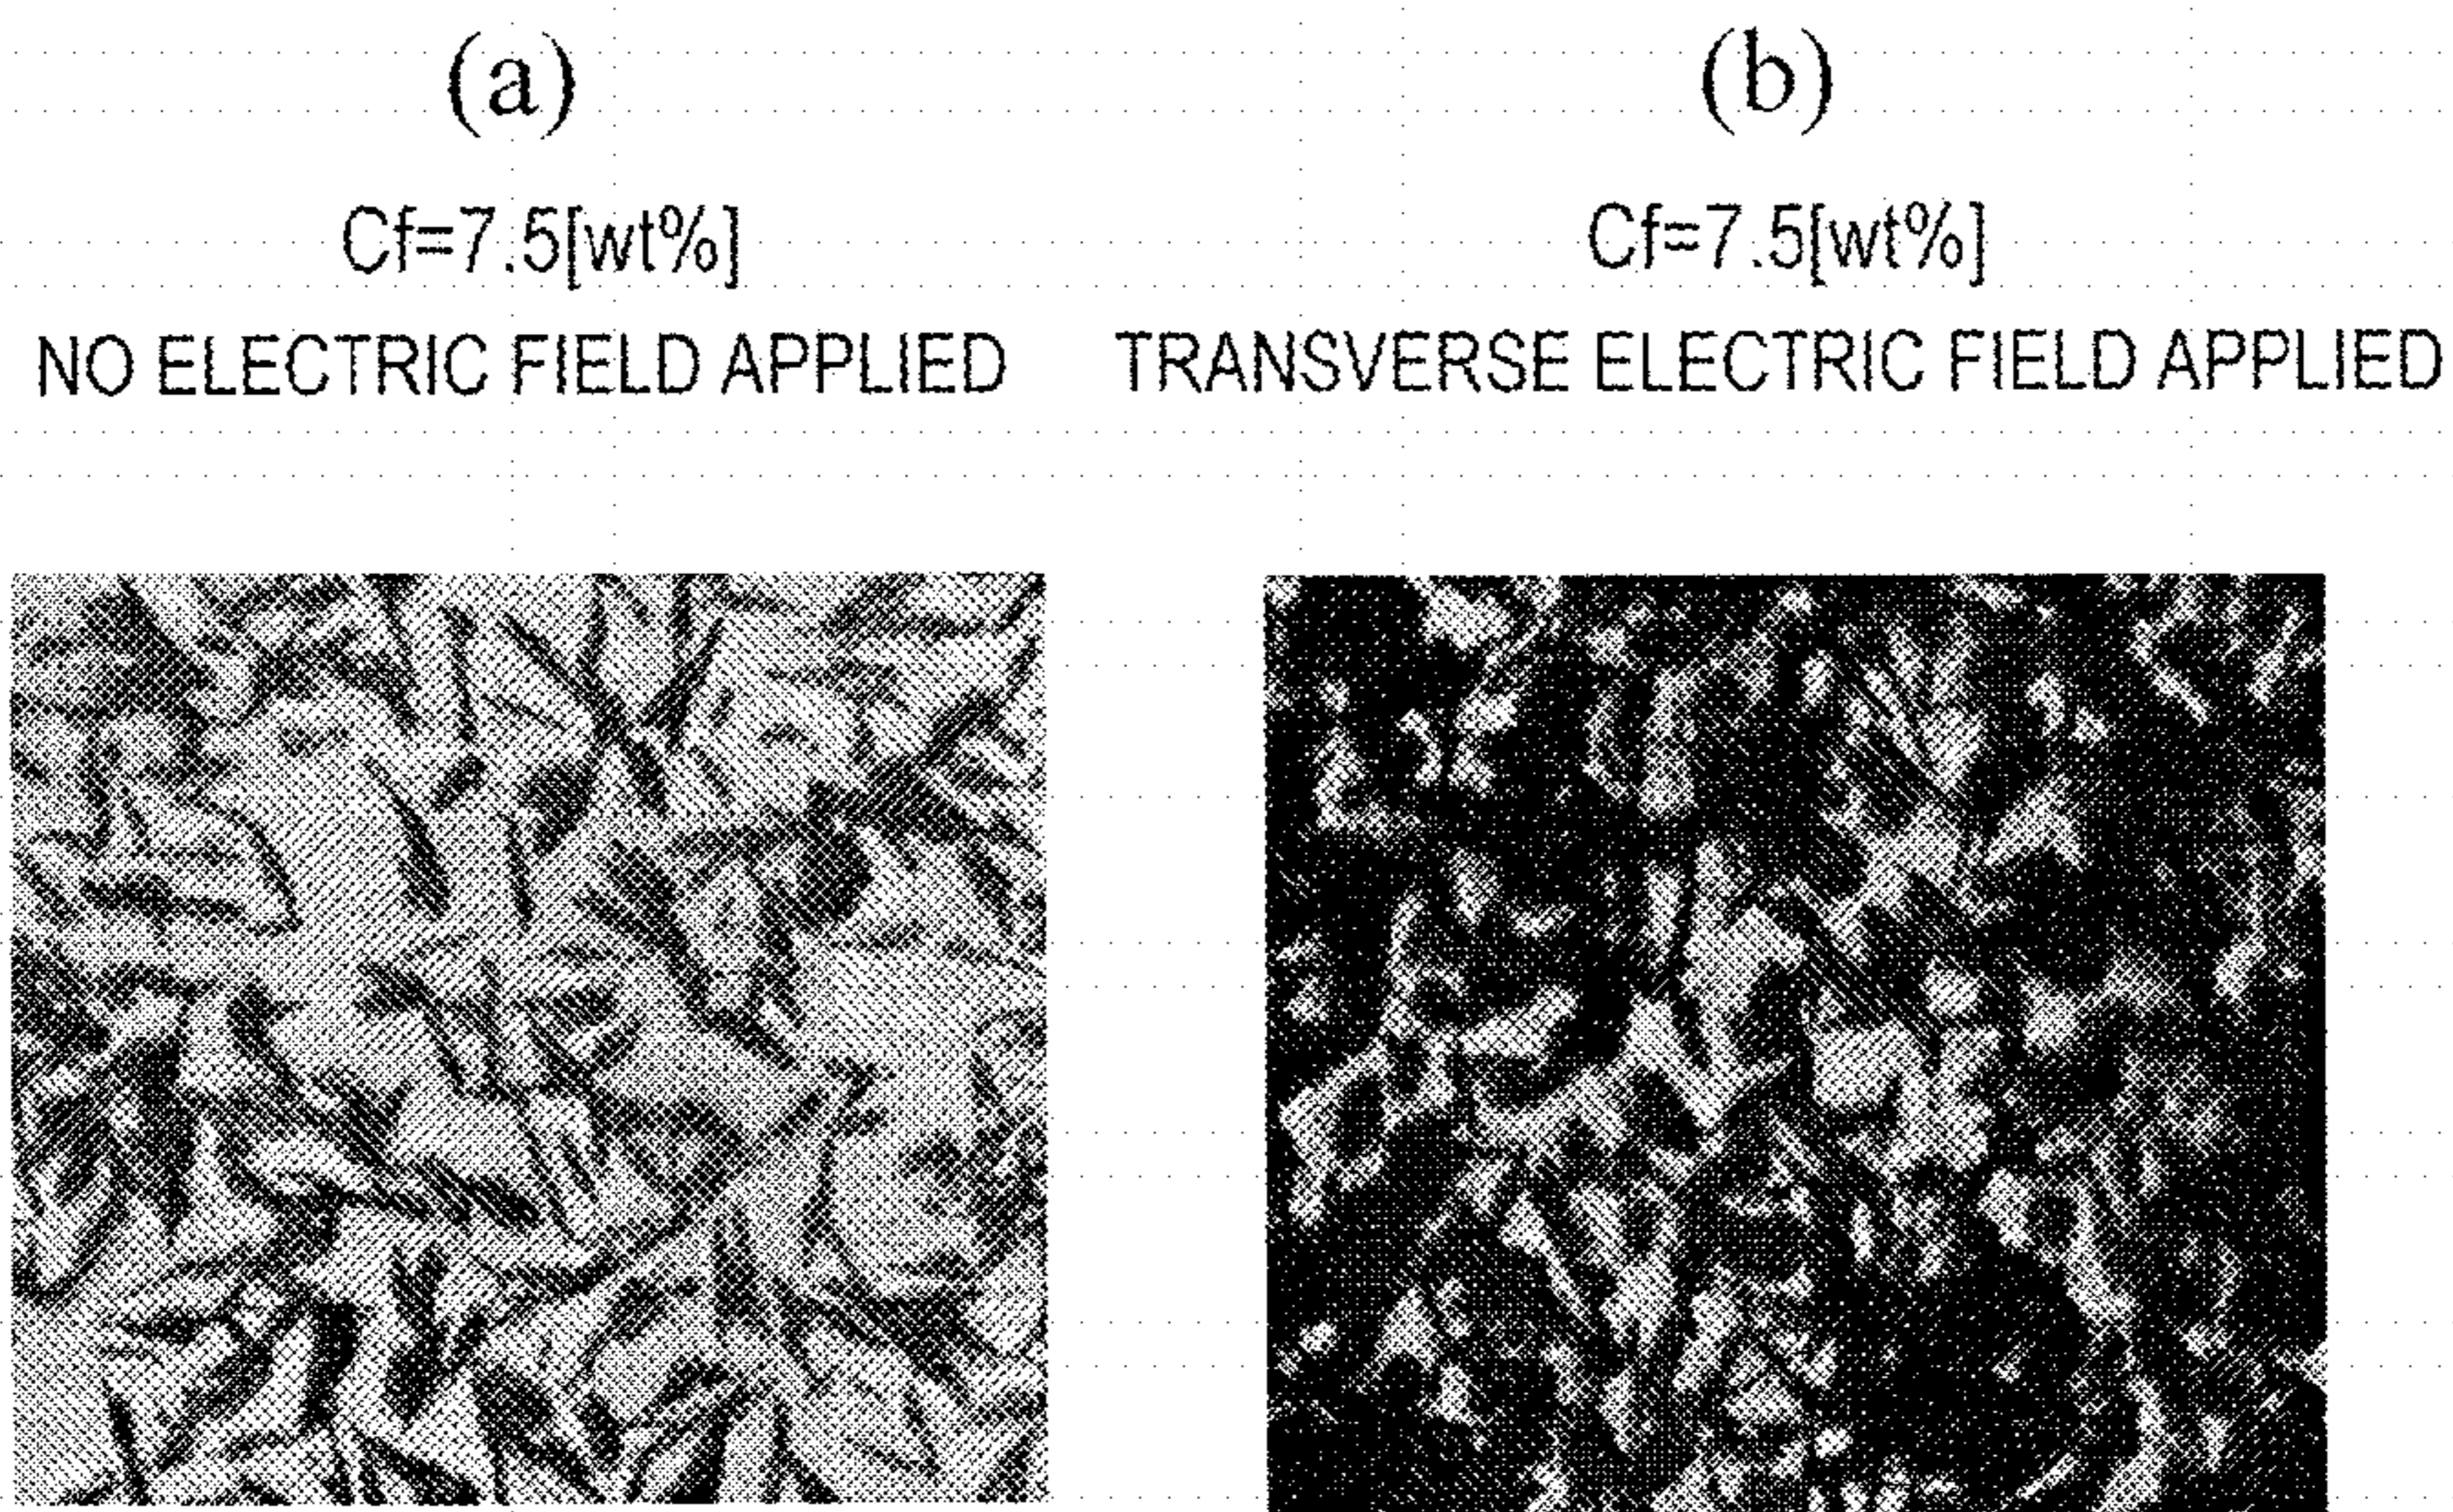 (a)
Cf=7.5[wt%]
NO ELECTRIC FIELD APPLIED
(b)
Cf=7.5[wt%]
TRANSVERSE ELECTRIC FIELD APPLIED